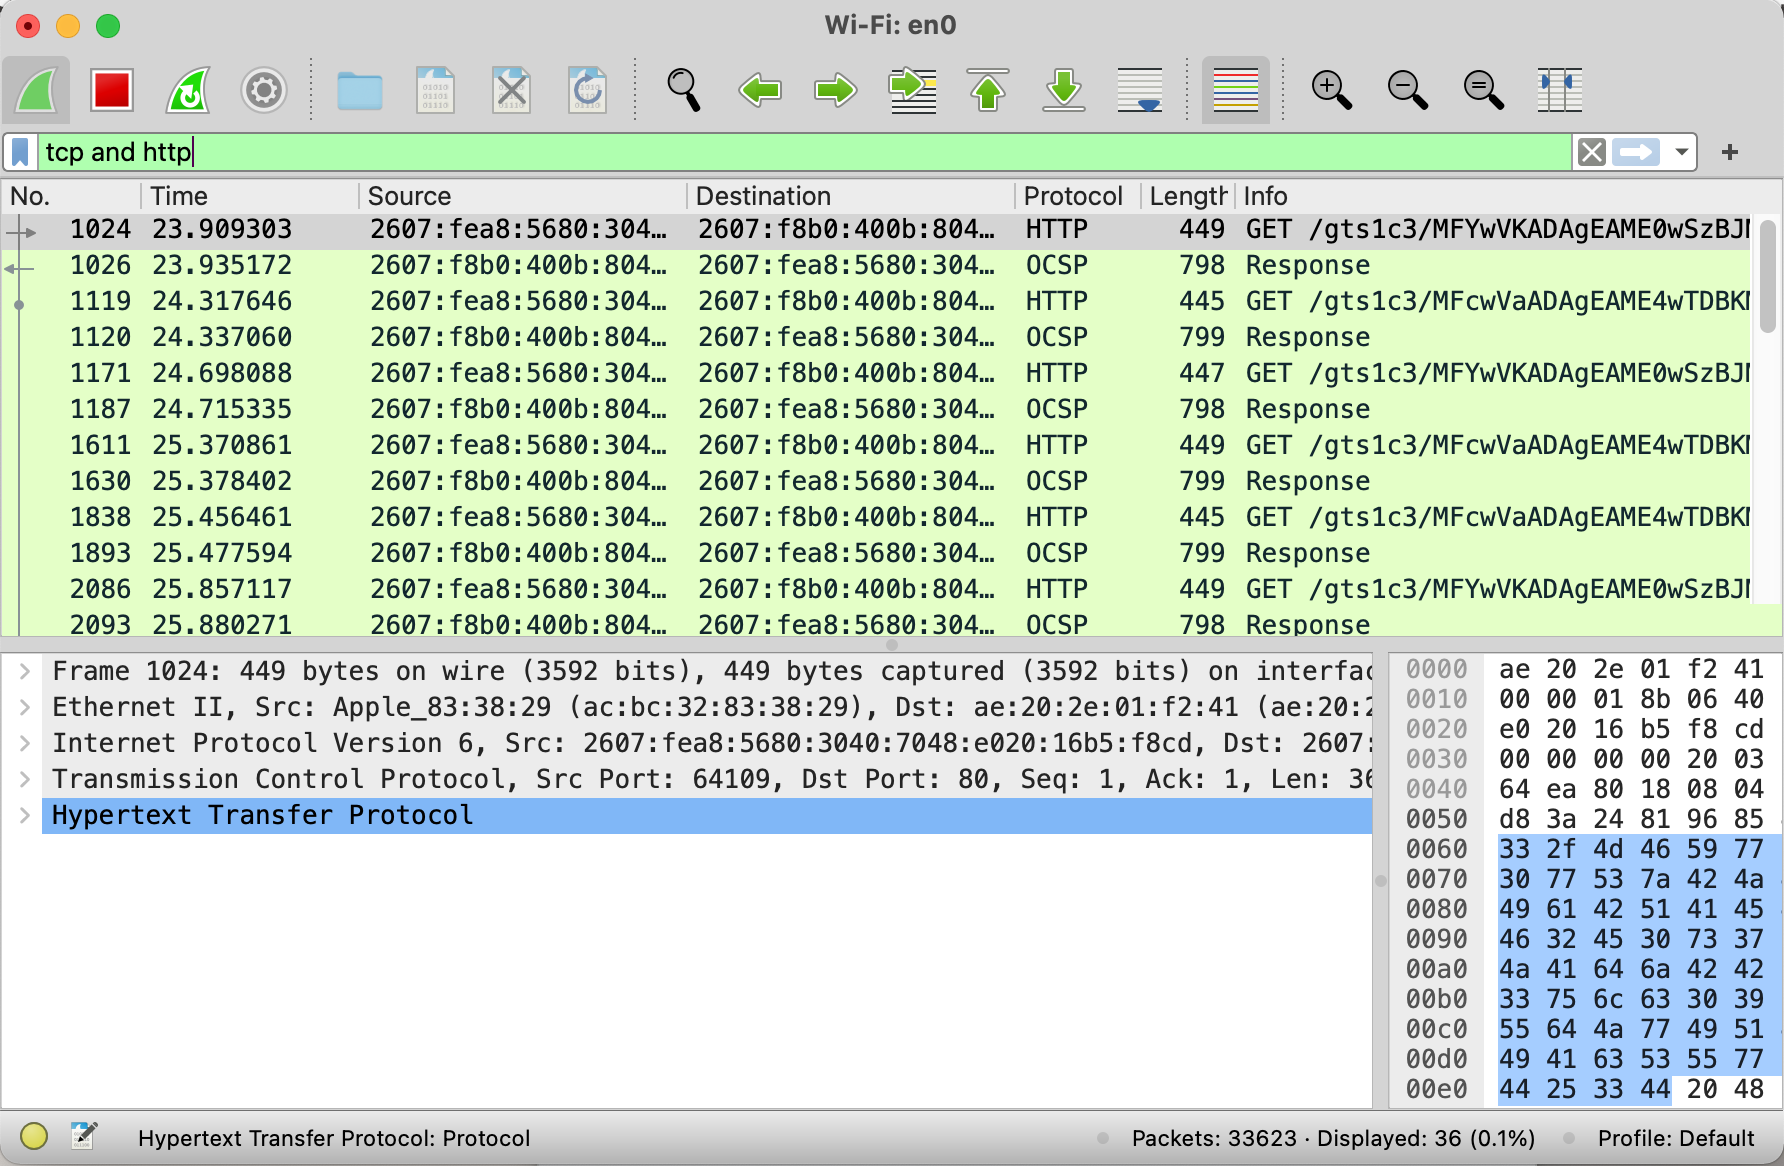 Wi-Fi: en0
tcp and http
No. Time Source Destination Protocol Length Info
1024 23.909303 2607:fea8:5680:304… 2607:f8b0:400b:804… HTTP 449 GET /gts1c3/MFYwVKADAgEAME0wSzBJ
1026 23.935172 2607:f8b0:400b:804… 2607:fea8:5680:304… OCSP 798 Response
1119 24.317646 2607:fea8:5680:304… 2607:f8b0:400b:804… HTTP 445 GET /gts1c3/MFcwVaADAgEAME4wTDBK
1120 24.337060 2607:f8b0:400b:804… 2607:fea8:5680:304… OCSP 799 Response
1171 24.698088 2607:fea8:5680:304… 2607:f8b0:400b:804… HTTP 447 GET /gts1c3/MFYwVKADAgEAME0wSzBJ
1187 24.715335 2607:f8b0:400b:804… 2607:fea8:5680:304… OCSP 798 Response
1611 25.370861 2607:fea8:5680:304… 2607:f8b0:400b:804… HTTP 449 GET /gts1c3/MFcwVaADAgEAME4wTDBK
1630 25.378402 2607:f8b0:400b:804… 2607:fea8:5680:304… OCSP 799 Response
1838 25.456461 2607:fea8:5680:304… 2607:f8b0:400b:804… HTTP 445 GET /gts1c3/MFcwVaADAgEAME4wTDBK
1893 25.477594 2607:f8b0:400b:804… 2607:fea8:5680:304… OCSP 799 Response
2086 25.857117 2607:fea8:5680:304… 2607:f8b0:400b:804… HTTP 449 GET /gts1c3/MFYwVKADAgEAME0wSzBJ
2093 25.880271 2607:f8b0:400b:804… 2607:fea8:5680:304… OCSP 798 Response
Frame 1024: 449 bytes on wire (3592 bits), 449 bytes captured (3592 bits) on interfac
Ethernet II, Src: Apple_83:38:29 (ac:bc:32:83:38:29), Dst: ae:20:2e:01:f2:41 (ae:20:2
Internet Protocol Version 6, Src: 2607:fea8:5680:3040:7048:e020:16b5:f8cd, Dst: 2607:
Transmission Control Protocol, Src Port: 64109, Dst Port: 80, Seq: 1, Ack: 1, Len: 36
Hypertext Transfer Protocol
0000 ae 20 2e 01 f2 41
0010 00 00 01 8b 06 40
0020 e0 20 16 b5 f8 cd
0030 00 00 00 00 20 03
0040 64 ea 80 18 08 04
0050 d8 3a 24 81 96 85
0060 33 2f 4d 46 59 77
0070 30 77 53 7a 42 4a
0080 49 61 42 51 41 45
0090 46 32 45 30 73 37
00a0 4a 41 64 6a 42 42
00b0 33 75 6c 63 30 39
00c0 55 64 4a 77 49 51
00d0 49 41 63 53 55 77
00e0 44 25 33 44 20 48
Hypertext Transfer Protocol: Protocol
Packets: 33623 · Displayed: 36 (0.1%)
Profile: Default